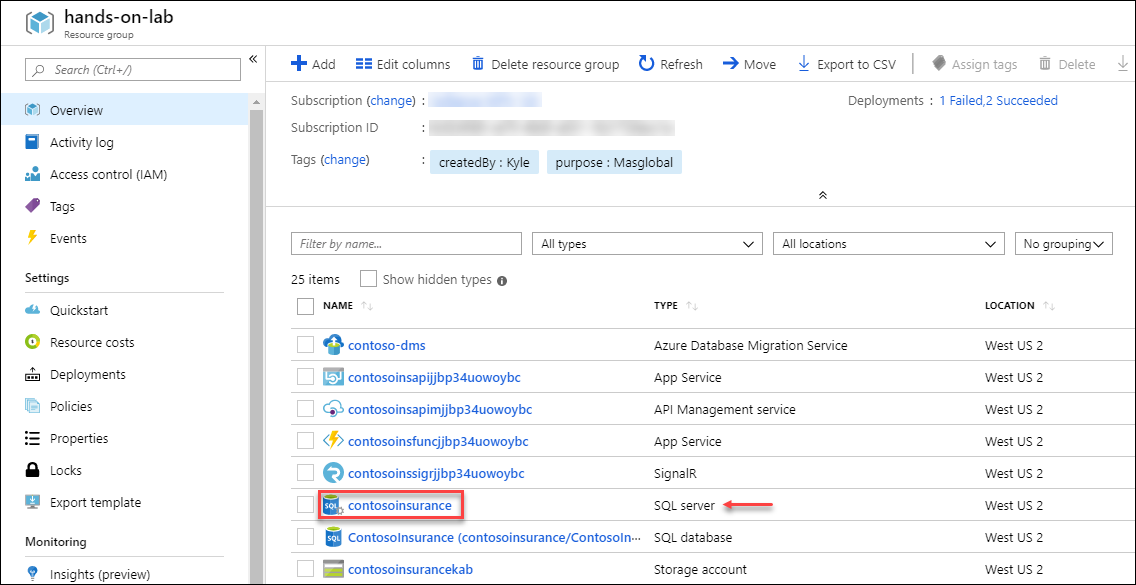 hands-on-lab
Resource group
Search (Ctrl+/)
«
Overview
Activity log
Access control (IAM)
Tags
Events
Settings
Quickstart
Resource costs
Deployments
Policies
Properties
Locks
Export template
Monitoring
Insights (preview)
Add Edit columns Delete resource group Refresh Move Export to CSV Assign tags Delete
Subscription (change) :
Deployments : 1 Failed,2 Succeeded
Subscription ID :
Tags (change) : createdBy : Kyle purpose : Masglobal
Filter by name... All types All locations No grouping
25 items Show hidden types
NAME TYPE LOCATION
contoso-dms Azure Database Migration Service West US 2
contosoinsapijjbp34uowoybc App Service West US 2
contosoinsapimjjbp34uowoybc API Management service West US 2
contosoinsfuncjjbp34uowoybc App Service West US 2
contosoinssigrjjbp34uowoybc SignalR West US 2
SQL contosoinsurance SQL server West US 2
SQL ContosoInsurance (contosoinsurance/ContosoIn··· SQL database West US 2
contosoinsurancekab Storage account West US 2